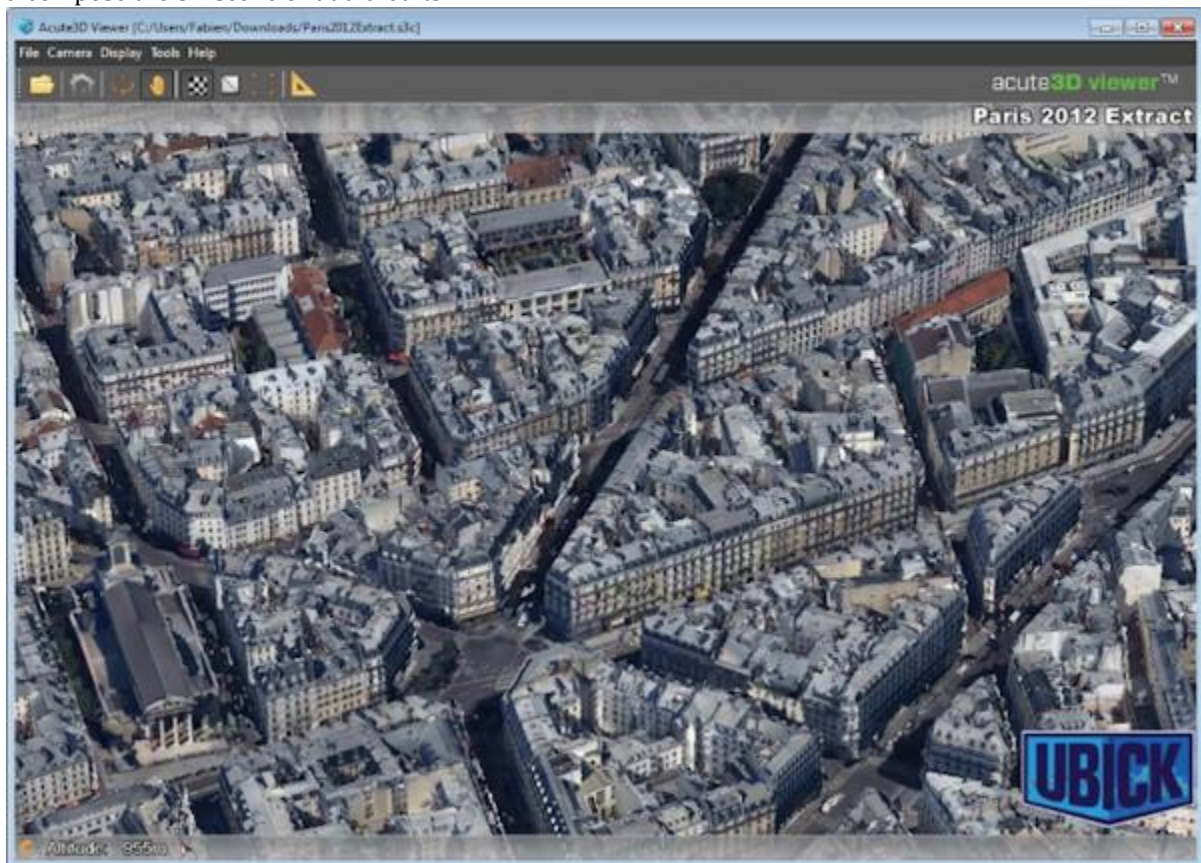 Acute3D Viewer [C:/Users/Fabien/Downloads/Paris2012Extract.s3c]
File Camera Display Tools Help
acute3D viewer™
Paris 2012 Extract
UBICK
Altitude: 955m